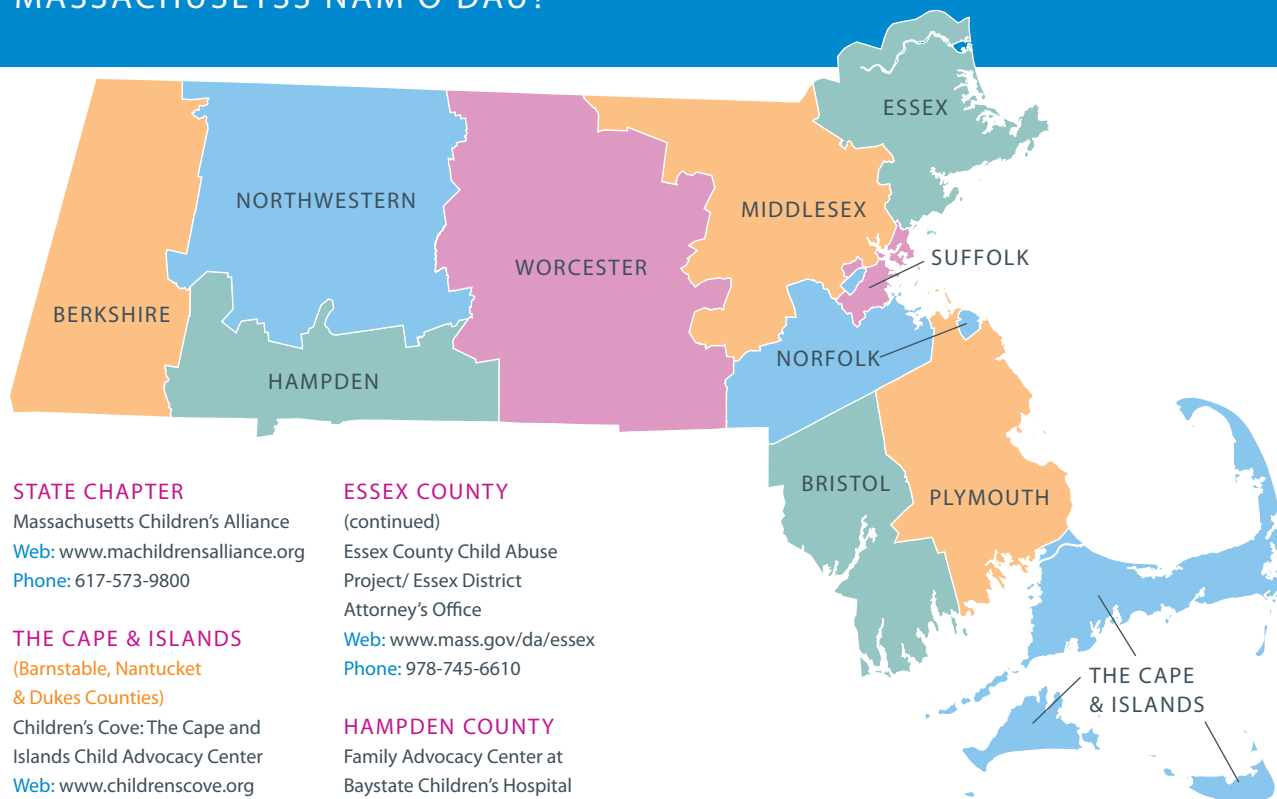 ESSEX
NORTHWESTERN
MIDDLESEX
SUFFOLK
WORCESTER
BERKSHIRE
NORFOLK
HAMPDEN
BRISTOL
PLYMOUTH
THE CAPE
& ISLANDS
STATE CHAPTER
Massachusetts Children's Alliance
Web: www.machildrensalliance.org
Phone: 617-573-9800
THE CAPE & ISLANDS
(Barnstable, Nantucket
& Dukes Counties)
Children's Cove: The Cape and
Islands Child Advocacy Center
Web: www.childrenscove.org
ESSEX COUNTY
(continued)
Essex County Child Abuse
Project/ Essex District
Attorney's Office
Web: www.mass.gov/da/essex
Phone: 978-745-6610
HAMPDEN COUNTY
Family Advocacy Center at
Baystate Children's Hospital